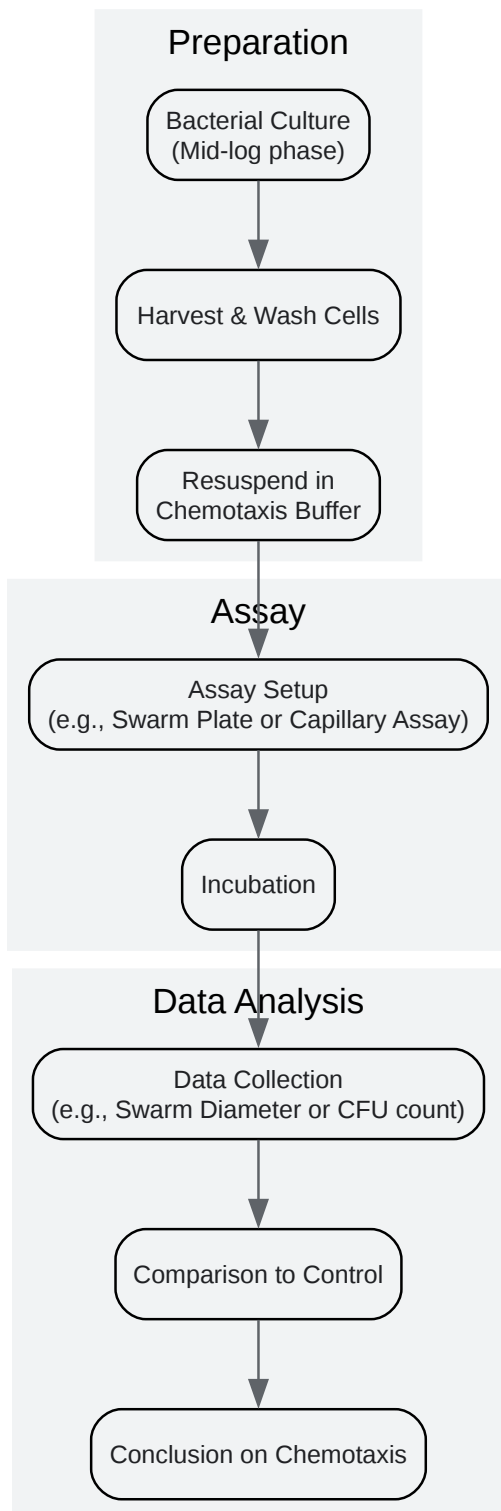 Preparation
Bacterial Culture
(Mid-log phase)
Harvest & Wash Cells
Resuspend in
Chemotaxis Buffer
Assay
Assay Setup
(e.g., Swarm Plate or Capillary Assay)
Incubation
Data Analysis
Data Collection
(e.g., Swarm Diameter or CFU count)
Comparison to Control
Conclusion on Chemotaxis